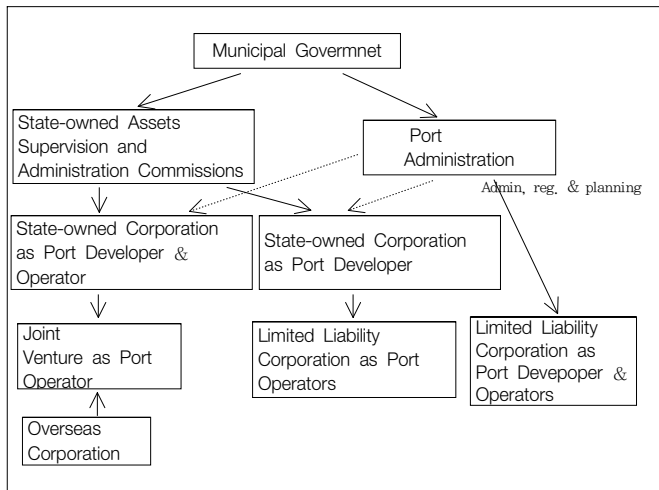 Municipal Govermnet
State-owned Assets
Supervision and
Administration Commissions
Port
Administration
Admin, reg. & planning
State-owned Corporation
as Port Developer &
Operator
State-owned Corporation
as Port Developer
Joint
Venture as Port
Operator
Limited Liability
Corporation as Port
Operators
Limited Liability
Corporation as
Port Devepoper &
Operators
Overseas
Corporation